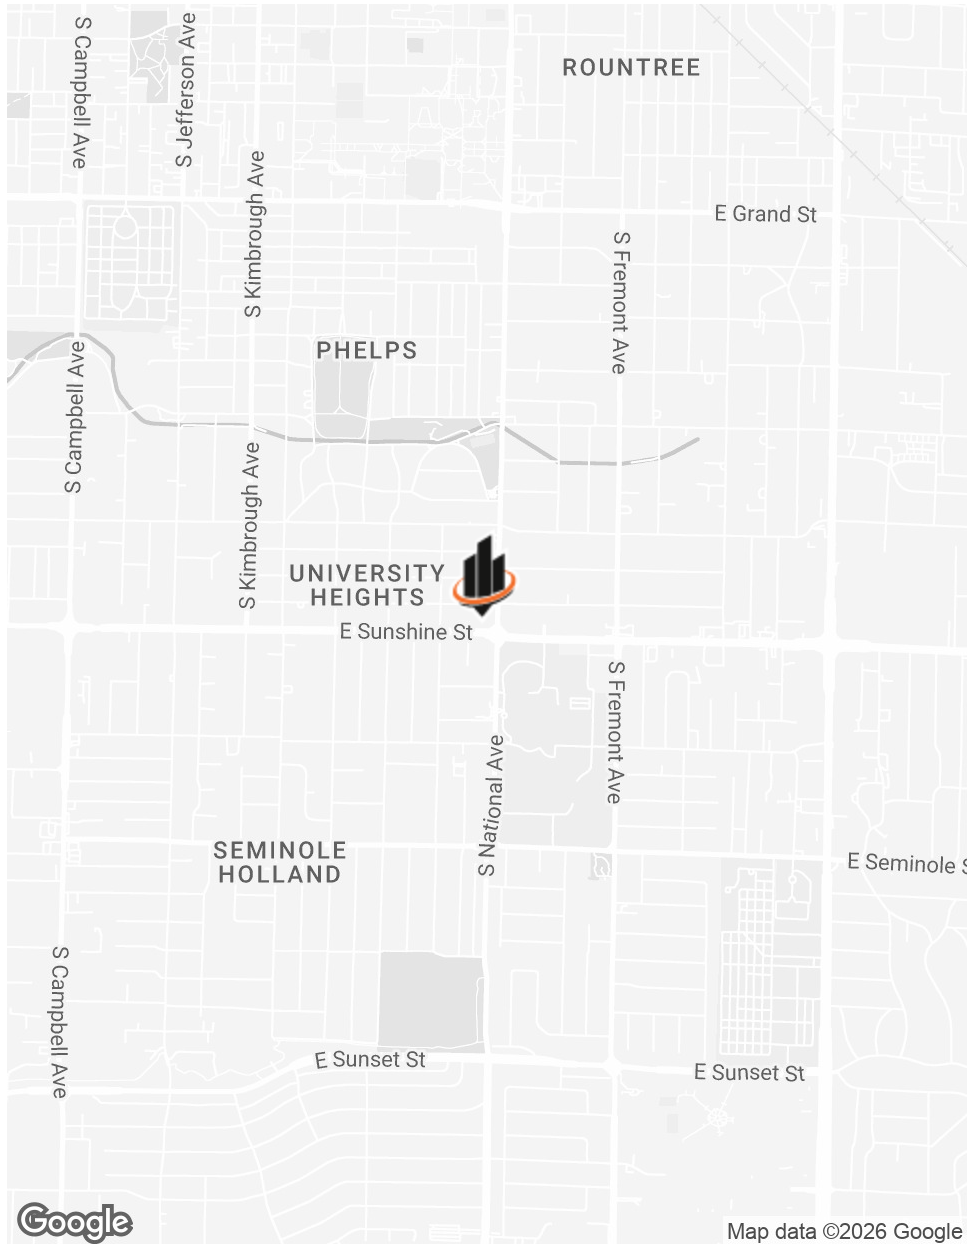 S Campbell Ave
S Jefferson Ave
ROUNTREE
S Kimbrough Ave
E Grand St
S Fremont Ave
PHELPS
S Campbell Ave
S Kimbrough Ave
UNIVERSITY
HEIGHTS
E Sunshine St
S Fremont Ave
S National Ave
SEMINOLE
HOLLAND
E Seminole S
S Campbell Ave
E Sunset St
E Sunset St
Google
Map data ©2026 Google